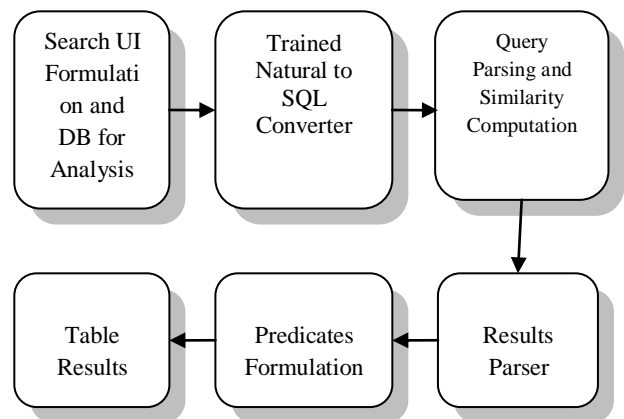 Search UI
Formulati
on and
DB for
Analysis
Trained
Natural to
SQL
Converter
Query
Parsing and
Similarity
Computation
Table
Results
Predicates
Formulation
Results
Parser